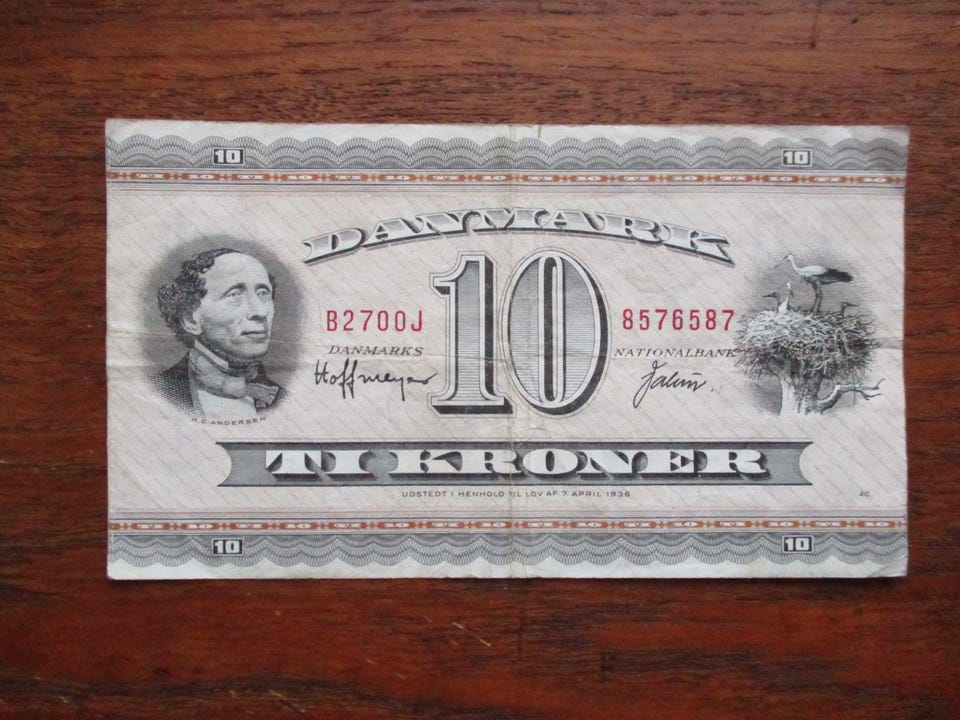 10 10
DANMARK
10
B2700J 8576587
DANMARKS NATIONALBANK
Hoffmeyer
H.C.ANDERSEN
TI KRONER
UDSTEDT I HENHOLD TIL LOV AF 7. APRIL 1936 4C
10 10